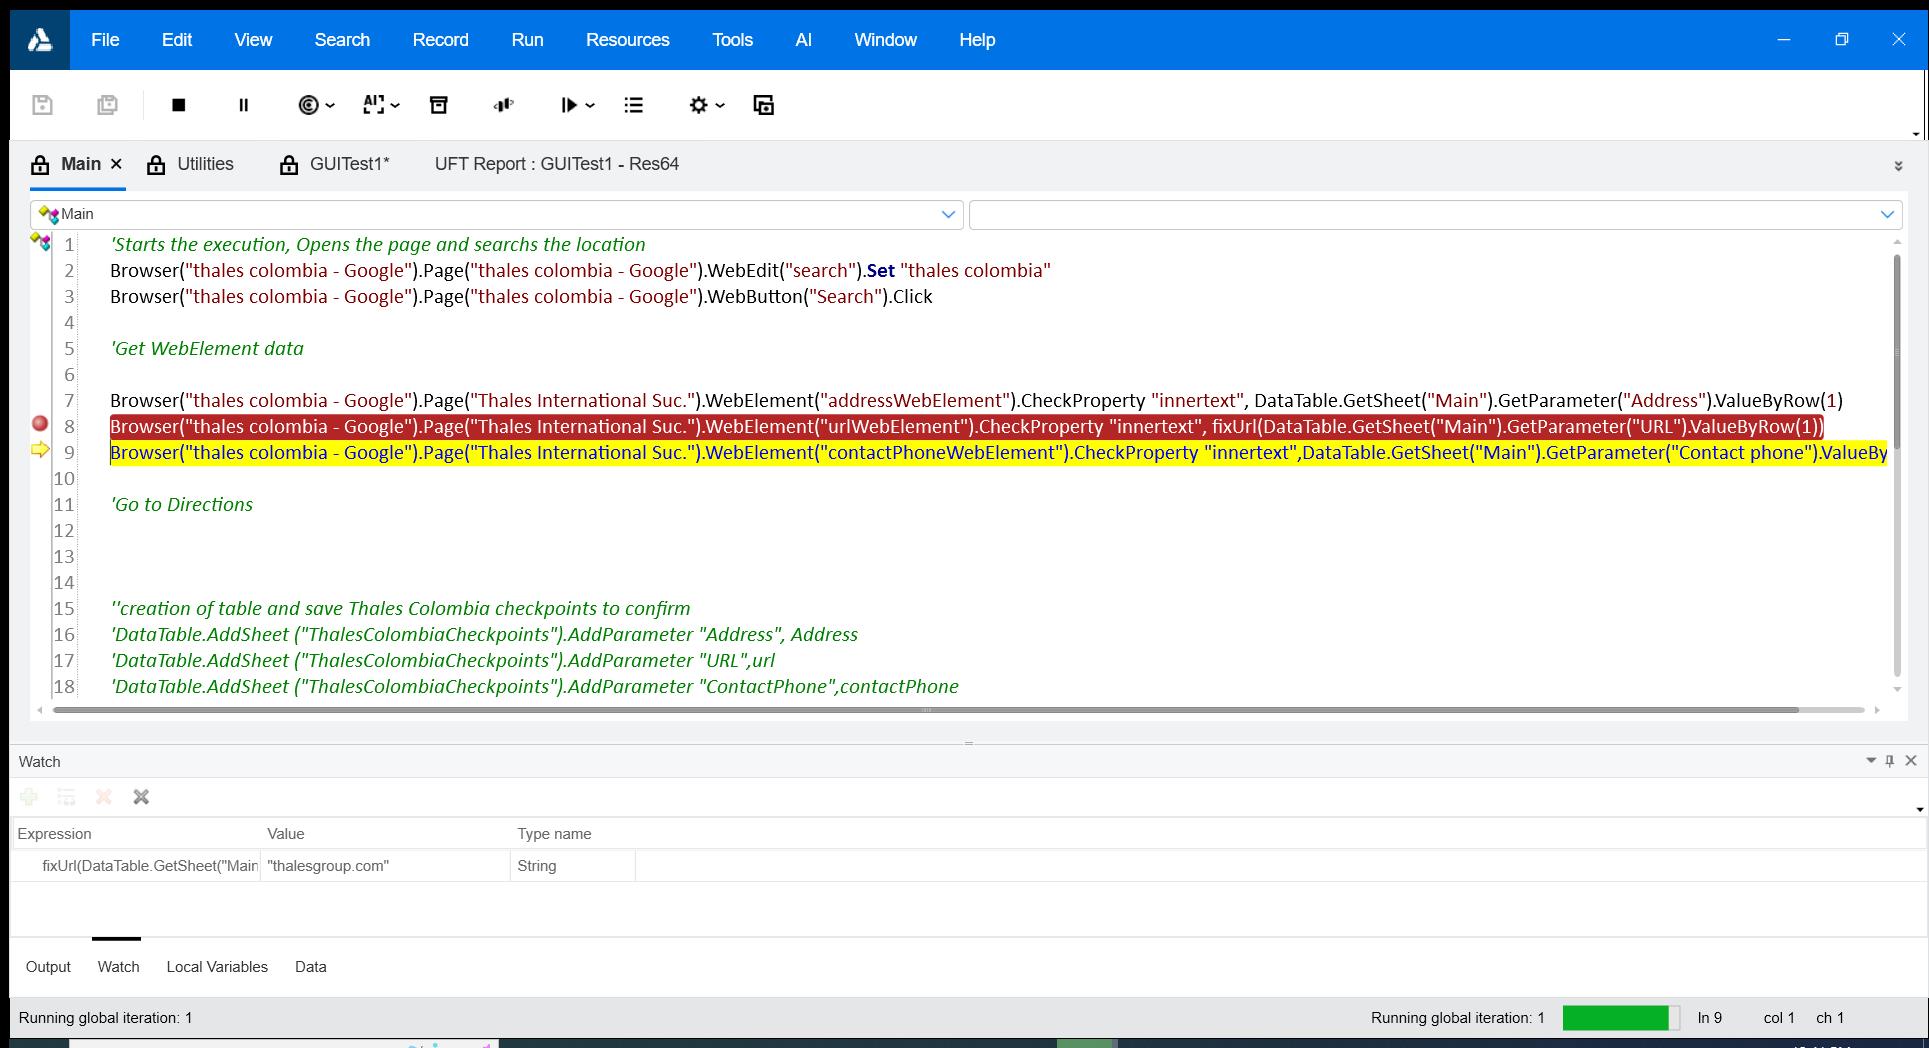 File Edit View Search Record Run Resources Tools AI Window Help
AI
Main Utilities GUITest1* UFT Report : GUITest1 - Res64
Main
1 'Starts the execution, Opens the page and searchs the location
2 Browser("thales colombia - Google").Page("thales colombia - Google").WebEdit("search").Set "thales colombia"
3 Browser("thales colombia - Google").Page("thales colombia - Google").WebButton("Search").Click
4
5 'Get WebElement data
6
7 Browser("thales colombia - Google").Page("Thales International Suc.").WebElement("addressWebElement").CheckProperty "innertext", DataTable.GetSheet("Main").GetParameter("Address").ValueByRow(1)
8 Browser("thales colombia - Google").Page("Thales International Suc.").WebElement("urlWebElement").CheckProperty "innertext", fixUrl(DataTable.GetSheet("Main").GetParameter("URL").ValueByRow(1))
9 Browser("thales colombia - Google").Page("Thales International Suc.").WebElement("contactPhoneWebElement").CheckProperty "innertext",DataTable.GetSheet("Main").GetParameter("Contact phone").ValueBy
10
11 'Go to Directions
12
13
14
15 ''creation of table and save Thales Colombia checkpoints to confirm
16 'DataTable.AddSheet ("ThalesColombiaCheckpoints").AddParameter "Address", Address
17 'DataTable.AddSheet ("ThalesColombiaCheckpoints").AddParameter "URL",url
18 'DataTable.AddSheet ("ThalesColombiaCheckpoints").AddParameter "ContactPhone",contactPhone
Watch
Expression Value Type name
fixUrl(DataTable.GetSheet("Main "thalesgroup.com" String
Output Watch Local Variables Data
Running global iteration: 1 Running global iteration: 1 ln 9 col 1 ch 1